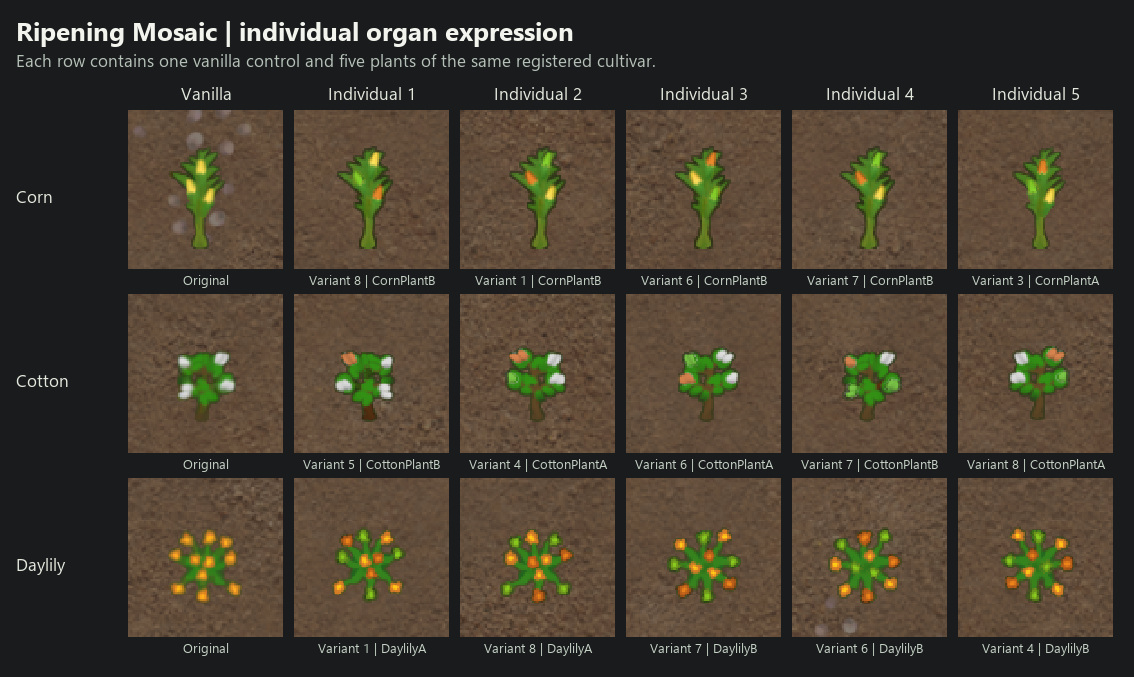 Ripening Mosaic | individual organ expression
Each row contains one vanilla control and five plants of the same registered cultivar.
Vanilla Individual 1 Individual 2 Individual 3 Individual 4 Individual 5
Corn
Original Variant 8 | CornPlantB Variant 1 | CornPlantB Variant 6 | CornPlantB Variant 7 | CornPlantB Variant 3 | CornPlantA
Cotton
Original Variant 5 | CottonPlantB Variant 4 | CottonPlantA Variant 6 | CottonPlantA Variant 7 | CottonPlantB Variant 8 | CottonPlantA
Daylily
Original Variant 1 | DaylilyA Variant 8 | DaylilyA Variant 7 | DaylilyB Variant 6 | DaylilyB Variant 4 | DaylilyB